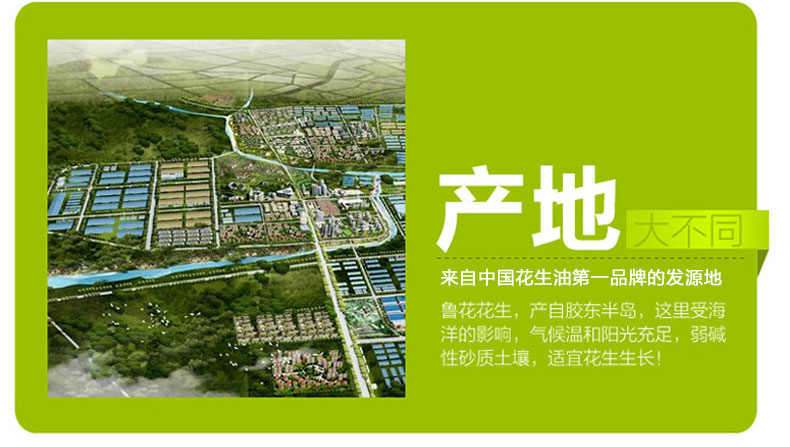 产地大不同
来自中国花生油第一品牌的发源地
鲁花花生，产自胶东半岛，这里受海
洋的影响，气候温和阳光充足，弱碱
性砂质土壤，适宜花生生长！